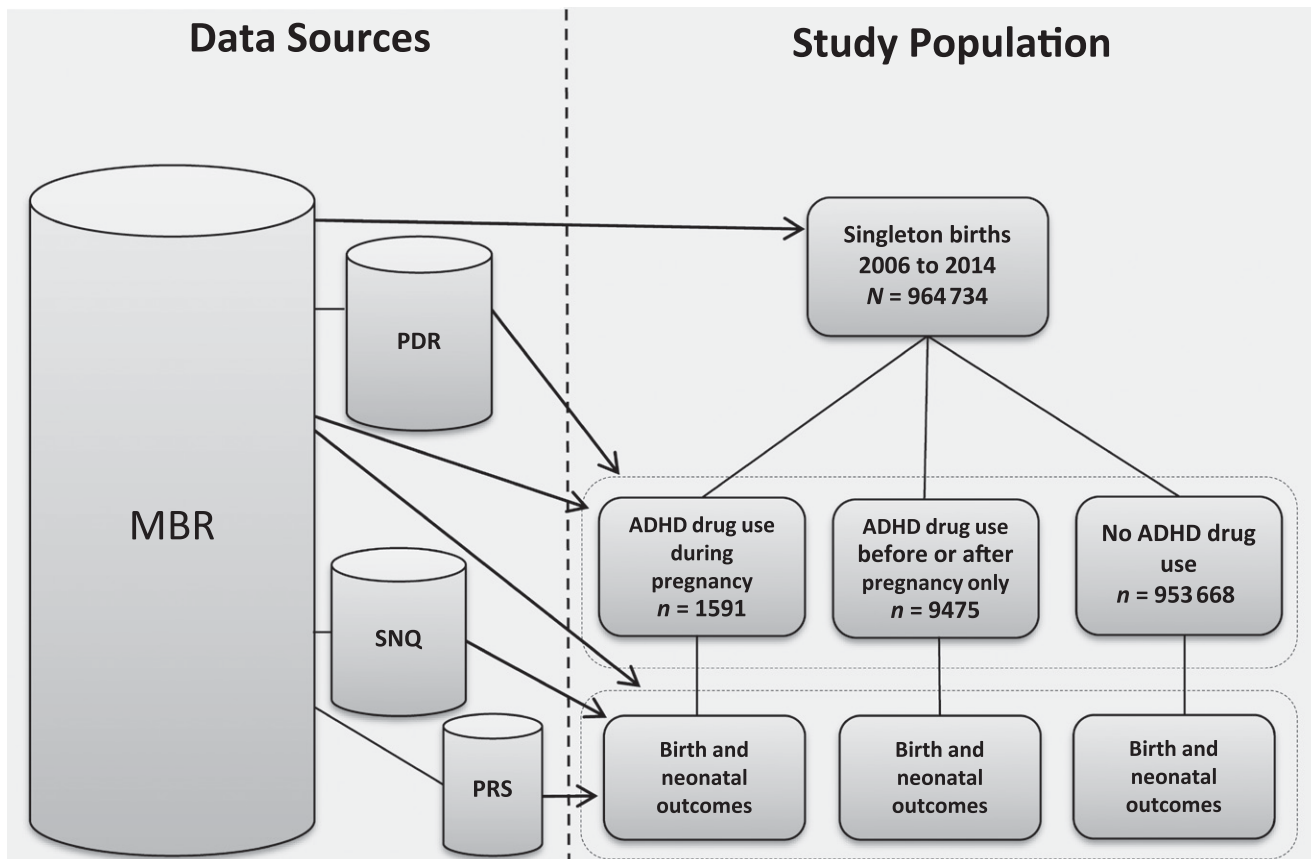 Data Sources
Study Population
MBR
PDR
SNQ
PRS
Singleton births
2006 to 2014
N = 964 734
ADHD drug use
during
pregnancy
n = 1591
ADHD drug use
before or after
pregnancy only
n = 9475
No ADHD drug
use
n = 953 668
Birth and
neonatal
outcomes
Birth and
neonatal
outcomes
Birth and
neonatal
outcomes